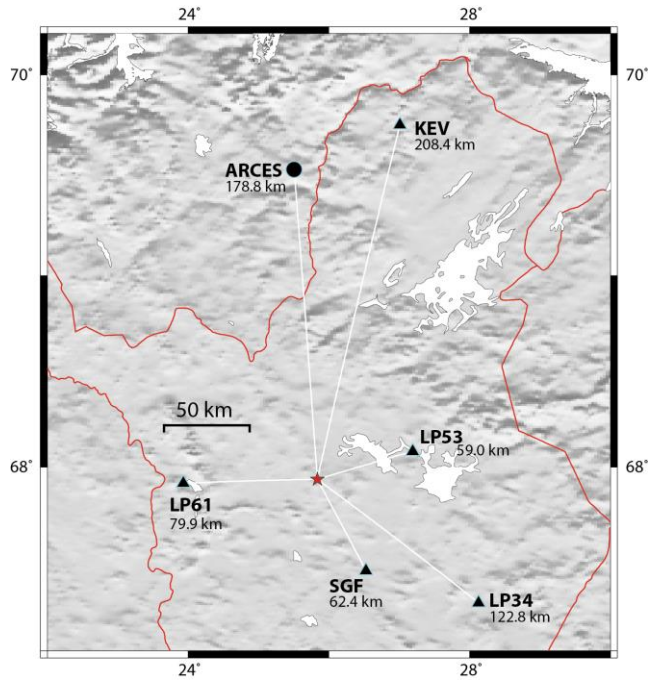 24˚
28˚
70˚
70˚
KEV
208.4 km
ARCES
178.8 km
50 km
LP53
59.0 km
68˚
68˚
LP61
79.9 km
SGF
62.4 km
LP34
122.8 km
24˚
28˚